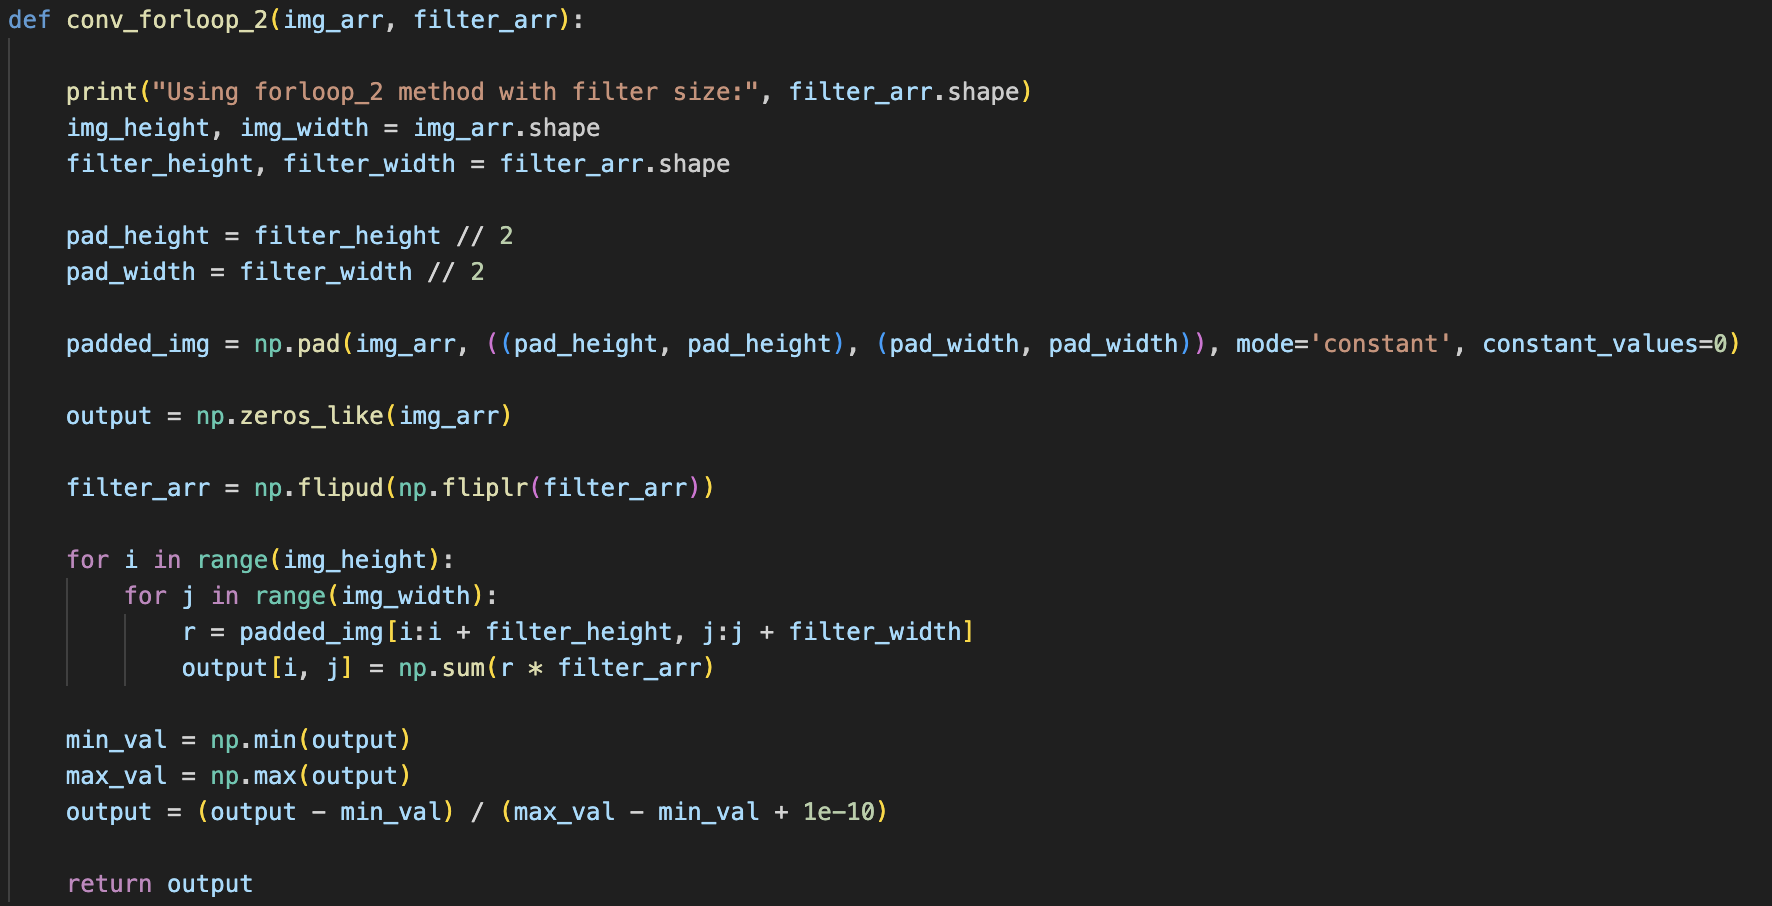 def conv_forloop_2(img_arr, filter_arr):
print("Using forloop_2 method with filter size:", filter_arr.shape)
img_height, img_width = img_arr.shape
filter_height, filter_width = filter_arr.shape
pad_height = filter_height // 2
pad_width = filter_width // 2
padded_img = np.pad(img_arr, ((pad_height, pad_height), (pad_width, pad_width)), mode='constant', constant_values=0)
output = np.zeros_like(img_arr)
filter_arr = np.flipud(np.fliplr(filter_arr))
for i in range(img_height):
for j in range(img_width):
r = padded_img[i:i + filter_height, j:j + filter_width]
output[i, j] = np.sum(r * filter_arr)
min_val = np.min(output)
max_val = np.max(output)
output = (output - min_val) / (max_val - min_val + 1e-10)
return output